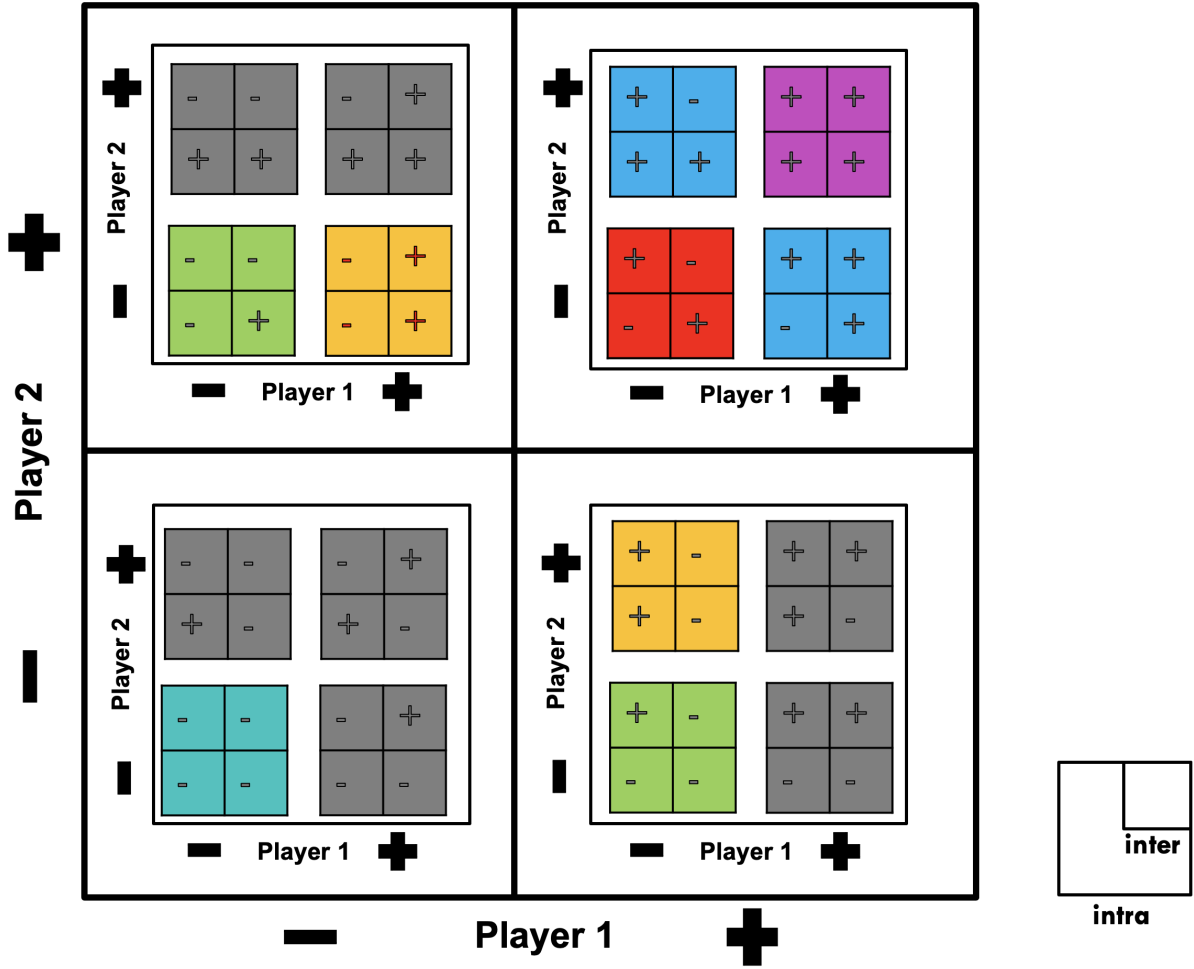 + +
Player 2 Player 2
- - - + + - + +
+ + + + + + + +
- - - + + - + +
- + - + - + - +
- -
- Player 1 + - Player 1 +
+
Player 2
-
+ +
Player 2 Player 2
- - - + + - + +
+ - + - + - + -
- - - + + - + +
- - - - - - - -
- -
- Player 1 + - Player 1 +
- Player 1 +
inter
intra